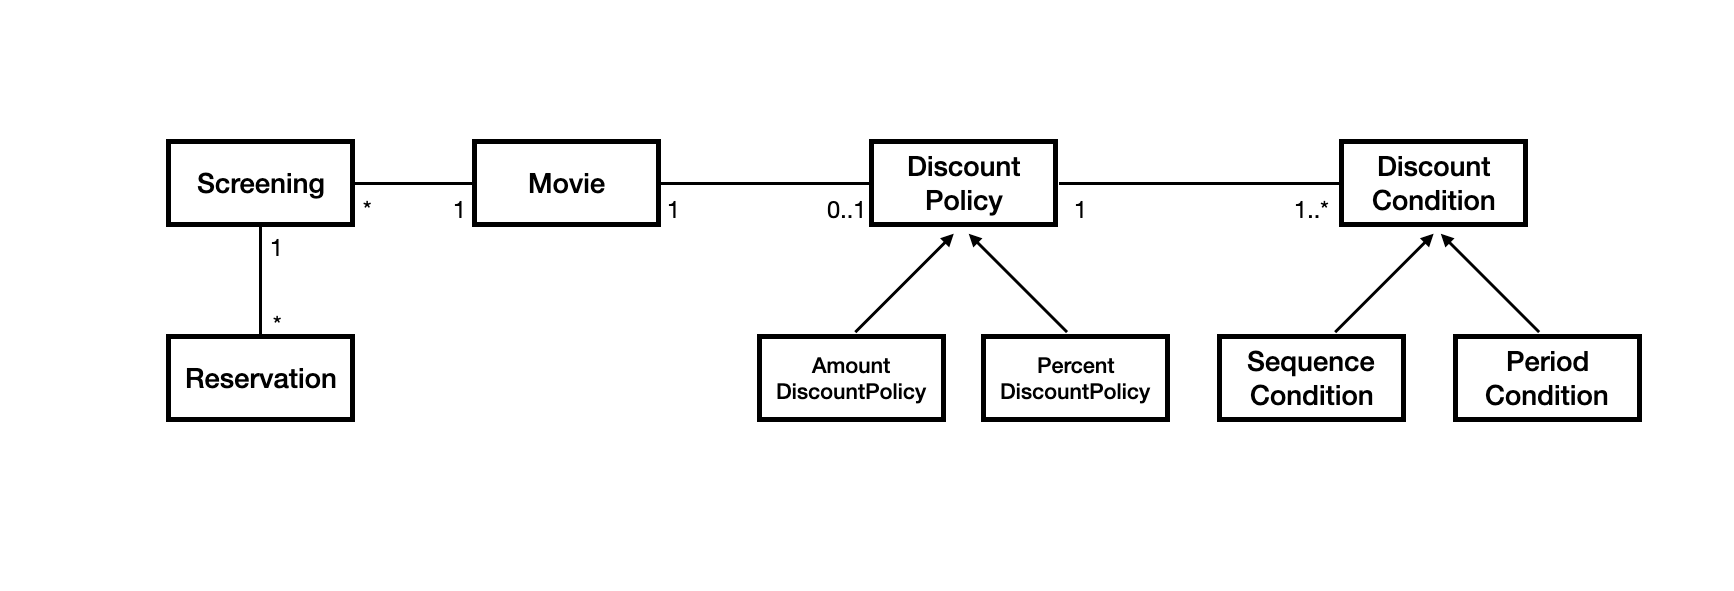 Screening
Movie
Discount
Policy
Discount
Condition
*
1
1
0..1
1
1..*
1
*
Reservation
Amount
DiscountPolicy
Percent
DiscountPolicy
Sequence
Condition
Period
Condition